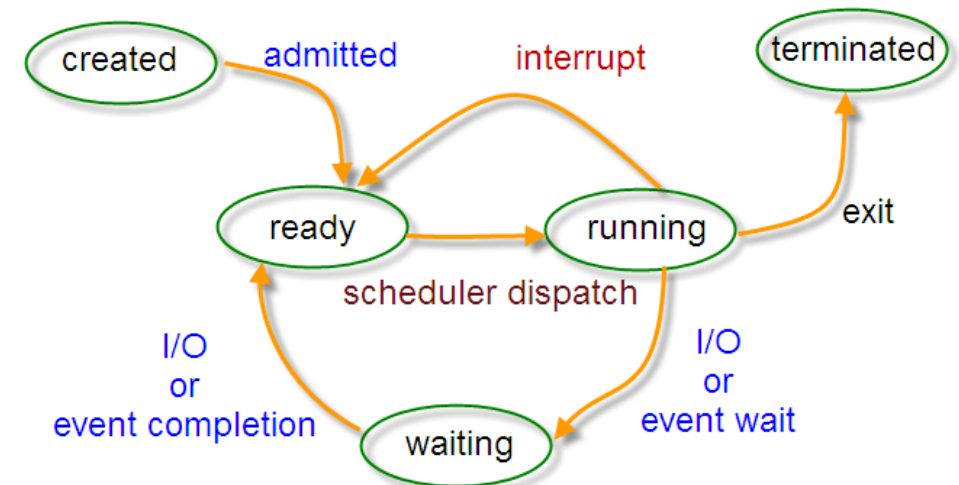 created
admitted
interrupt
terminated
ready
running
exit
scheduler dispatch
I/O
or
event completion
I/O
or
event wait
waiting